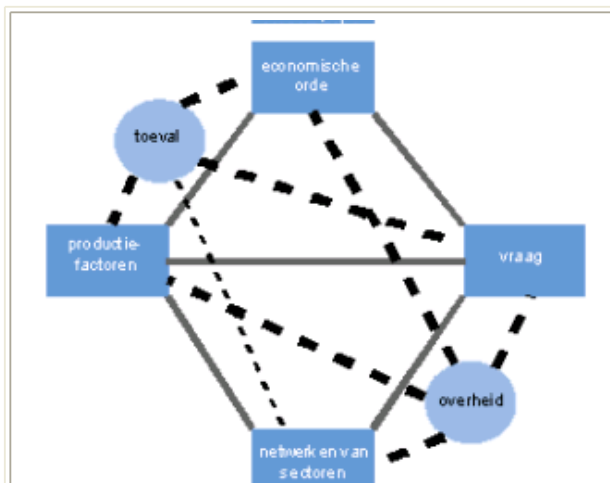 economische
orde
toeval
productie-
factoren
vraag
overheid
netwerken van
sectoren